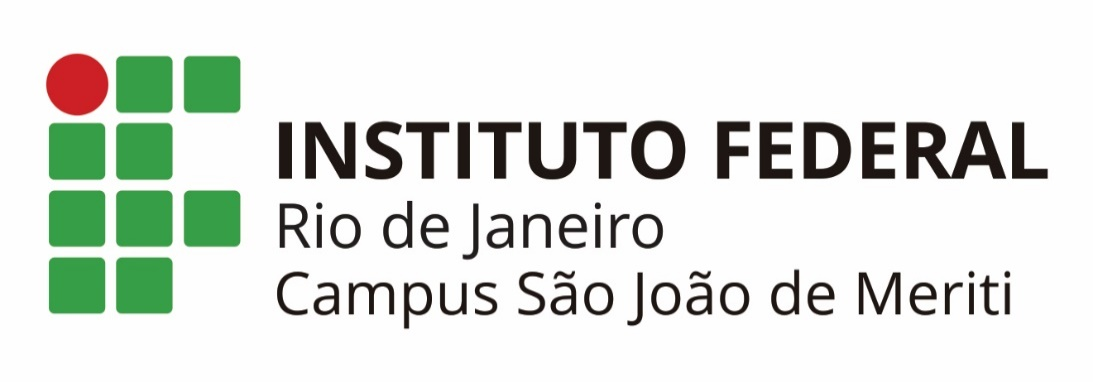 INSTITUTO FEDERAL
Rio de Janeiro
Campus São João de Meriti